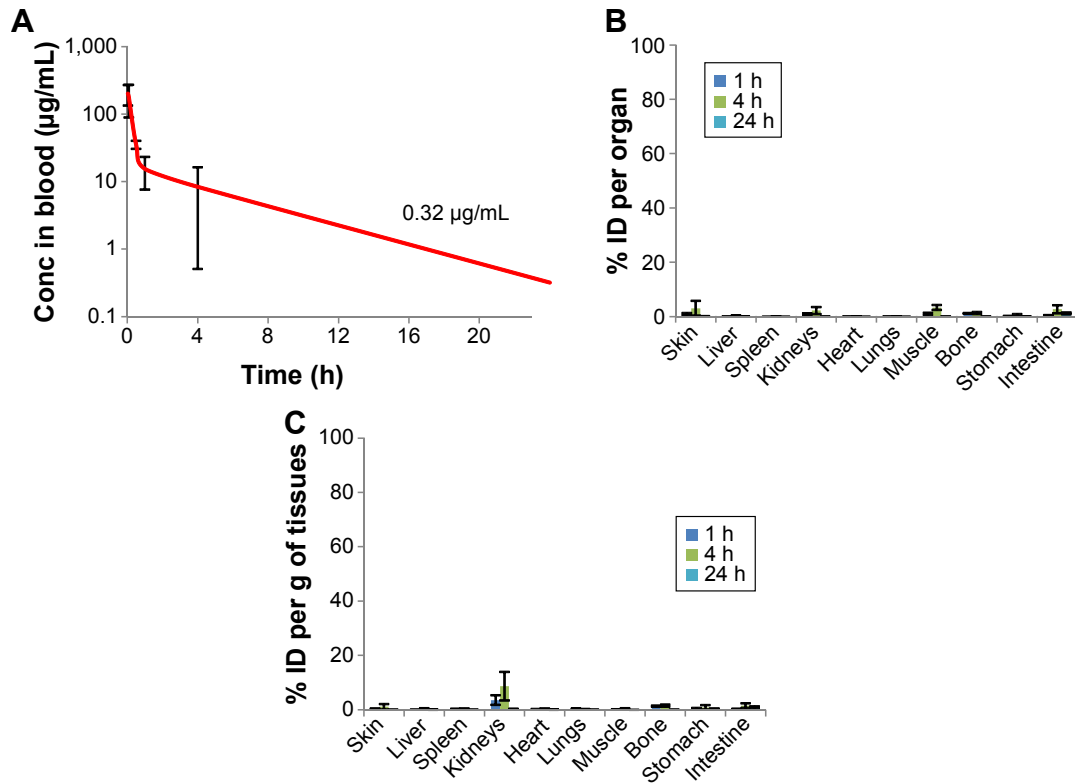 A
Conc in blood (µg/mL)
1,000
100
10
1
0.1
0.32 µg/mL
0
4
8
12
16
20
Time (h)
B
% ID per organ
100
80
60
40
20
0
1 h
4 h
24 h
Skin
Liver
Spleen
Kidneys
Heart
Lungs
Muscle
Bone
Stomach
Intestine
C
% ID per g of tissues
100
80
60
40
20
0
1 h
4 h
24 h
Skin
Liver
Spleen
Kidneys
Heart
Lungs
Muscle
Bone
Stomach
Intestine